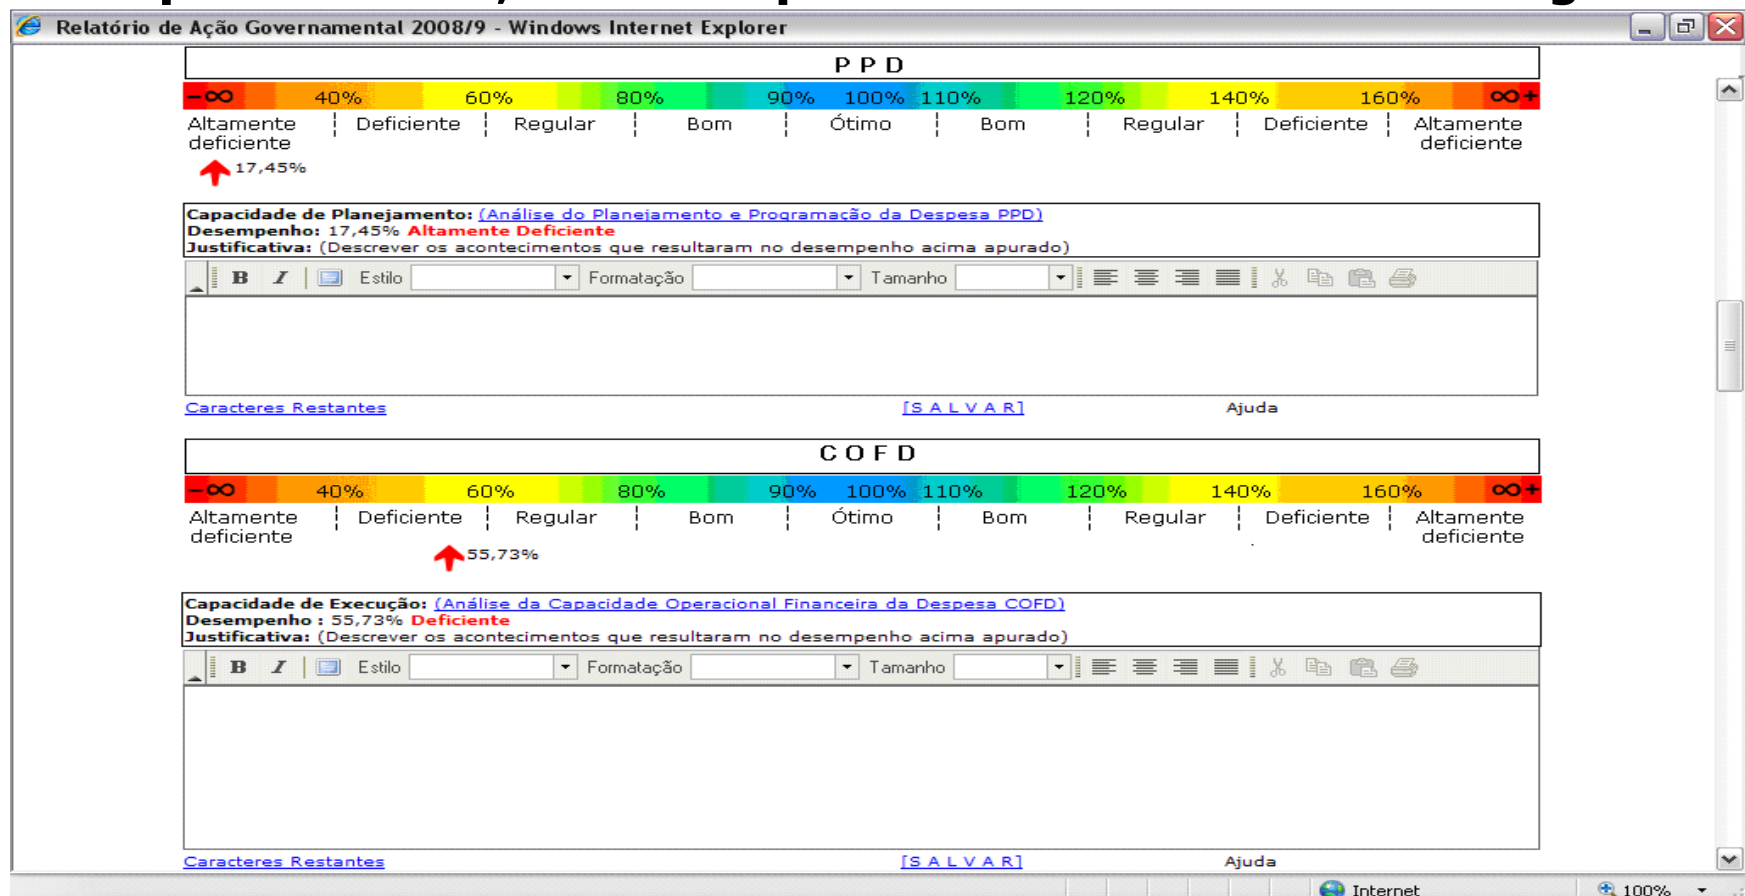 Relatório de Ação Governamental 2008/9 - Windows Internet Explorer
P P D
-∞ 40% 60% 80% 90% 100% 110% 120% 140% 160% ∞+
Altamente deficiente ¦ Deficiente ¦ Regular ¦ Bom ¦ Ótimo ¦ Bom ¦ Regular ¦ Deficiente ¦ Altamente deficiente
17,45%
Capacidade de Planejamento: (Análise do Planejamento e Programação da Despesa PPD)
Desempenho: 17,45% Altamente Deficiente
Justificativa: (Descrever os acontecimentos que resultaram no desempenho acima apurado)
B I Estilo Formatação Tamanho
Caracteres Restantes [S A L V A R] Ajuda
C O F D
-∞ 40% 60% 80% 90% 100% 110% 120% 140% 160% ∞+
Altamente deficiente ¦ Deficiente ¦ Regular ¦ Bom ¦ Ótimo ¦ Bom ¦ Regular ¦ Deficiente ¦ Altamente deficiente
55,73%
Capacidade de Execução: (Análise da Capacidade Operacional Financeira da Despesa COFD)
Desempenho : 55,73% Deficiente
Justificativa: (Descrever os acontecimentos que resultaram no desempenho acima apurado)
B I Estilo Formatação Tamanho
Caracteres Restantes [S A L V A R] Ajuda
Internet 100%